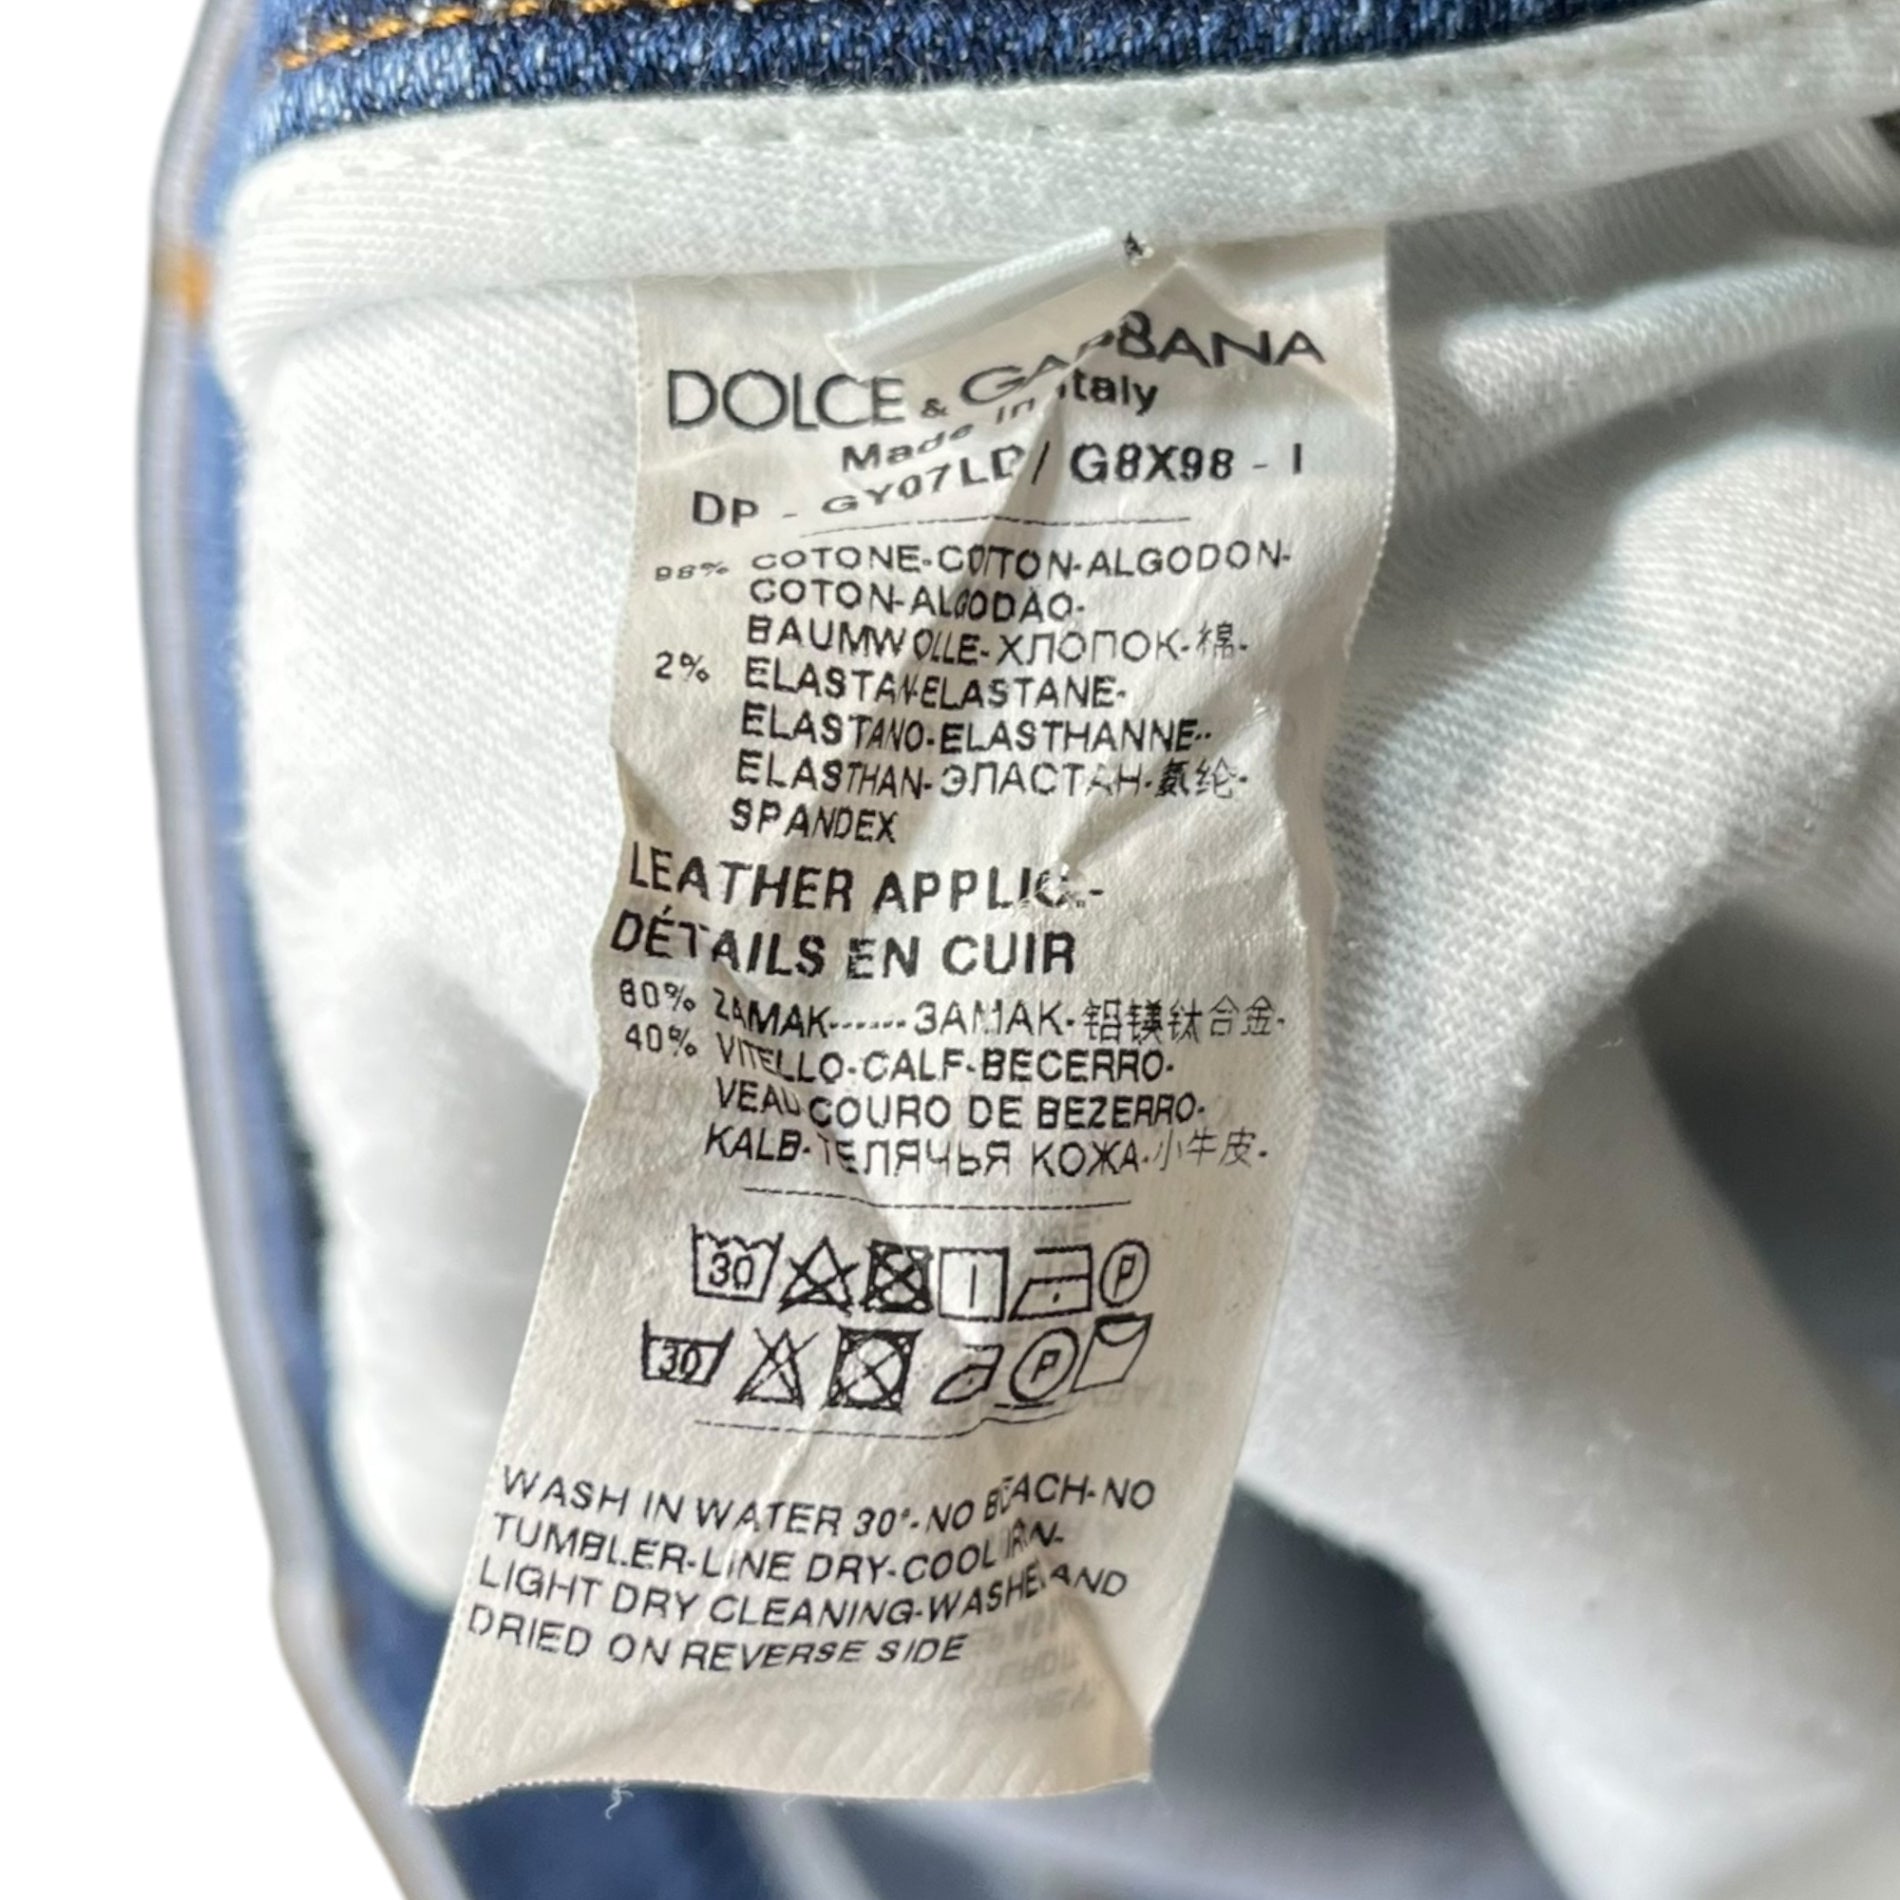 DOLCE & GABBANA
Made in Italy
DP - GY07LD / G8X98 - I
98% COTONE-COTTON-ALGODON-
COTON-ALGODAO-
BAUMWOLLE-ХЛОПОК-棉-
2% ELASTAN-ELASTANE-
ELASTANO-ELASTHANNE--
ELASTHAN-ЭЛАСТАН-氨纶-
SPANDEX
LEATHER APPLIC.-
DÉTAILS EN CUIR
60% ZAMAK------ЗАМАК-铝镁钛合金-
40% VITELLO-CALF-BECERRO-
VEAU-COURO DE BEZERRO-
KALB-ТЕЛЯЧЬЯ КОЖА-小牛皮-
30 P
30 P
WASH IN WATER 30°-NO BLEACH-NO
TUMBLER-LINE DRY-COOL IRON-
LIGHT DRY CLEANING-WASHED AND
DRIED ON REVERSE SIDE